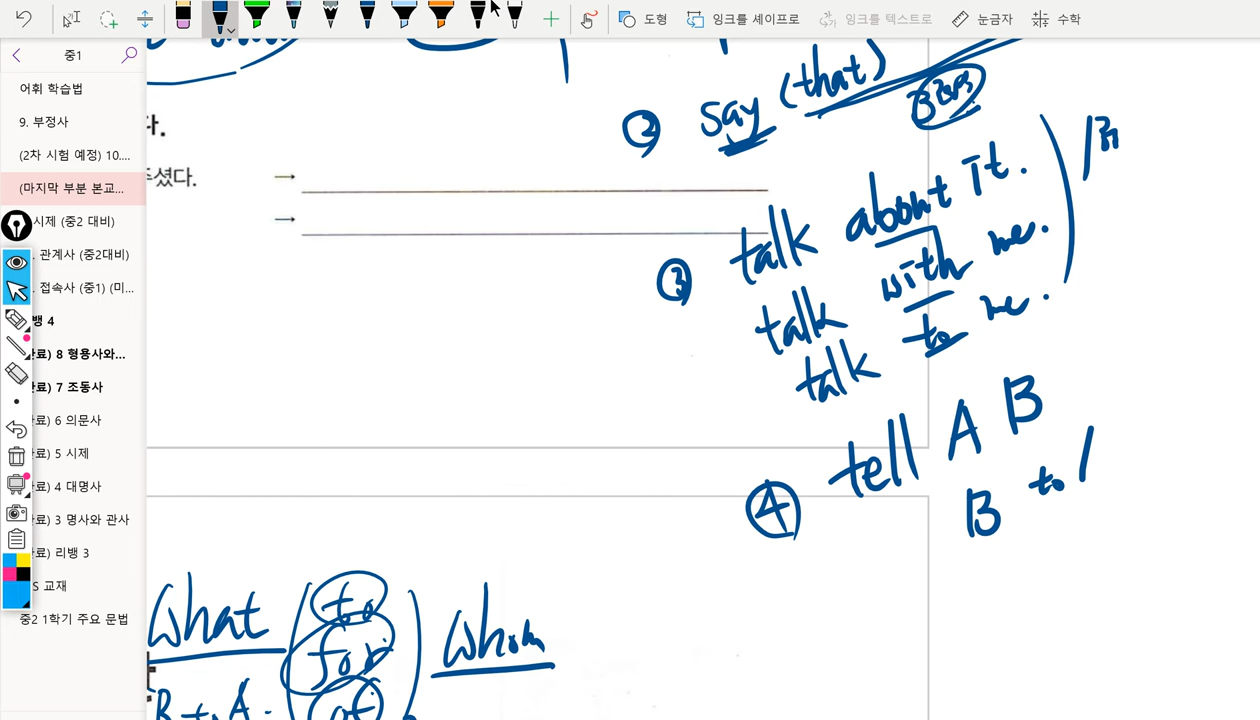 도형
잉크를 셰이프로
잉크를 텍스트로
눈금자
수학
중1
어휘 학습법
9. 부정사
(2차 시험 예정) 10....
(마지막 부분 본교...
시제 (중2 대비)
관계사 (중2대비)
접속사 (중1) (미...
뱅 4
료) 8 형용사와...
료) 7 조동사
료) 6 의문사
료) 5 시제
료) 4 대명사
료) 3 명사와 관사
료) 리뱅 3
S 교재
중2 1학기 주요 문법
다.
주셨다.
→
→
② say (that)
③ talk about it.
talk with me.
talk to me.
④ tell A B
B to
What (to for of) whom
B to A.